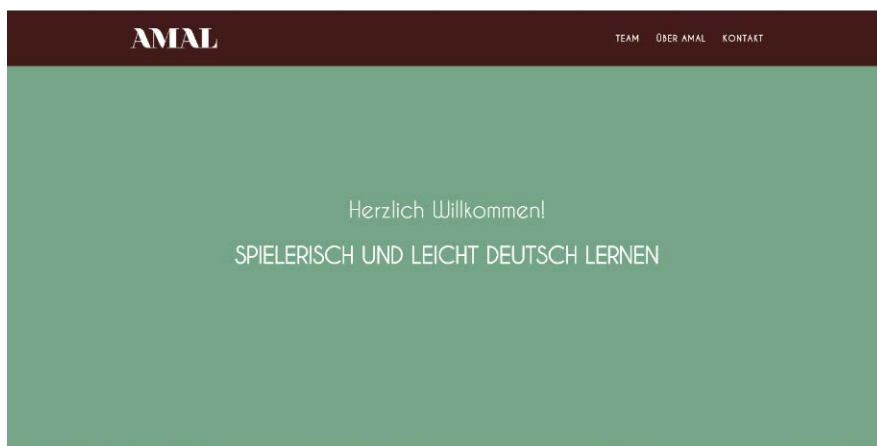 AMAL
TEAM ÜBER AMAL KONTAKT
Herzlich Willkommen!
SPIELERISCH UND LEICHT DEUTSCH LERNEN